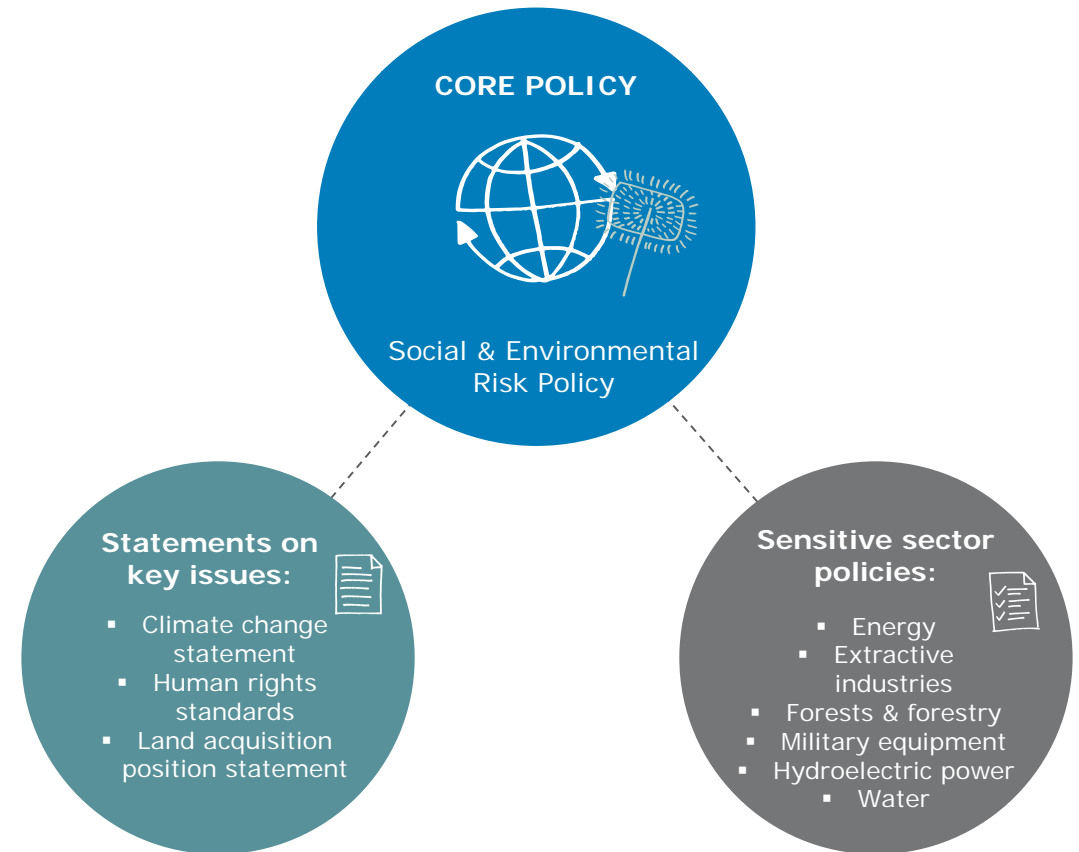 CORE POLICY
Social & Environmental
Risk Policy
Statements on
key issues:
▪ Climate change
statement
▪ Human rights
standards
▪ Land acquisition
position statement
Sensitive sector
policies:
▪ Energy
▪ Extractive
industries
▪ Forests & forestry
▪ Military equipment
▪ Hydroelectric power
▪ Water